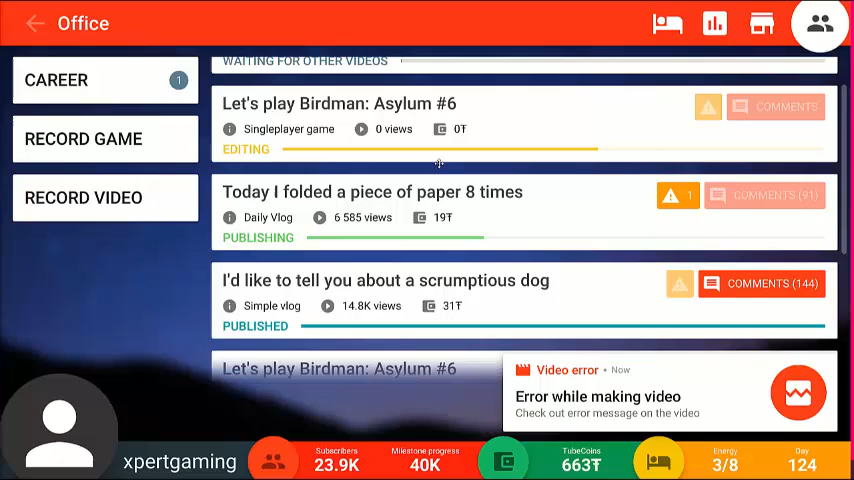 Office
CAREER 1
RECORD GAME
RECORD VIDEO
WAITING FOR OTHER VIDEOS
Let's play Birdman: Asylum #6
COMMENTS
Singleplayer game 0 views 0Ŧ
EDITING
Today I folded a piece of paper 8 times
1 COMMENTS (91)
Daily Vlog 6 585 views 19Ŧ
PUBLISHING
I'd like to tell you about a scrumptious dog
COMMENTS (144)
Simple vlog 14.8K views 31Ŧ
PUBLISHED
Let's play Birdman: Asylum #6
Video error • Now
Error while making video
Check out error message on the video
xpertgaming
Subscribers
23.9K
Milestone progress
40K
TubeCoins
663Ŧ
Energy
3/8
Day
124